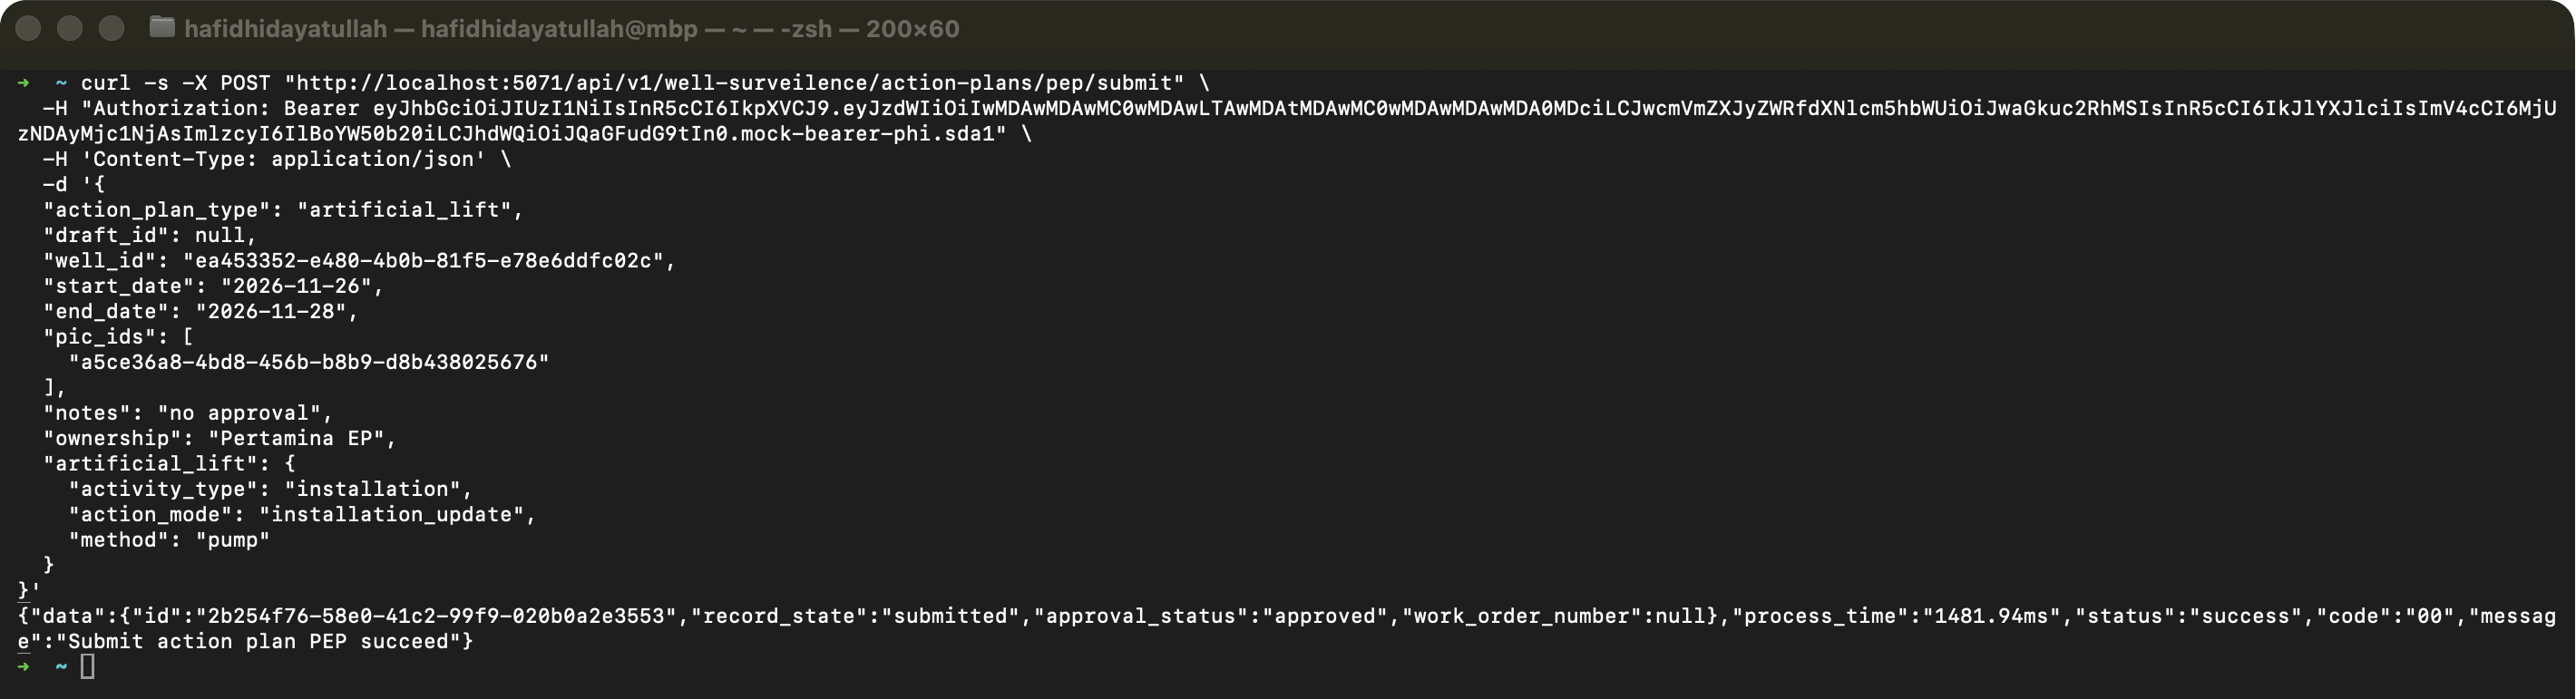 hafidhidayatullah — hafidhidayatullah@mbp — ~ — -zsh — 200×60
➜  ~ curl -s -X POST "http://localhost:5071/api/v1/well-surveilence/action-plans/pep/submit" \
  -H "Authorization: Bearer eyJhbGciOiJIUzI1NiIsInR5cCI6IkpXVCJ9.eyJzdWIiOiIwMDAwMDAwMC0wMDAwLTAwMDAtMDAwMC0wMDAwMDAwMDA0MDciLCJwcmVmZXJyZWRfdXNlcm5hbWUiOiJwaGkuc2RhMSIsInR5cCI6IkJlYXJlciIsImV4cCI6MjU
zNDAyMjc1NjAsImlzcyI6IlBoYW50b20iLCJhdWQiOiJQaGFudG9tIn0.mock-bearer-phi.sda1" \
  -H 'Content-Type: application/json' \
  -d '{
  "action_plan_type": "artificial_lift",
  "draft_id": null,
  "well_id": "ea453352-e480-4b0b-81f5-e78e6ddfc02c",
  "start_date": "2026-11-26",
  "end_date": "2026-11-28",
  "pic_ids": [
    "a5ce36a8-4bd8-456b-b8b9-d8b438025676"
  ],
  "notes": "no approval",
  "ownership": "Pertamina EP",
  "artificial_lift": {
    "activity_type": "installation",
    "action_mode": "installation_update",
    "method": "pump"
  }
}'
{"data":{"id":"2b254f76-58e0-41c2-99f9-020b0a2e3553","record_state":"submitted","approval_status":"approved","work_order_number":null},"process_time":"1481.94ms","status":"success","code":"00","messag
e":"Submit action plan PEP succeed"}
➜  ~